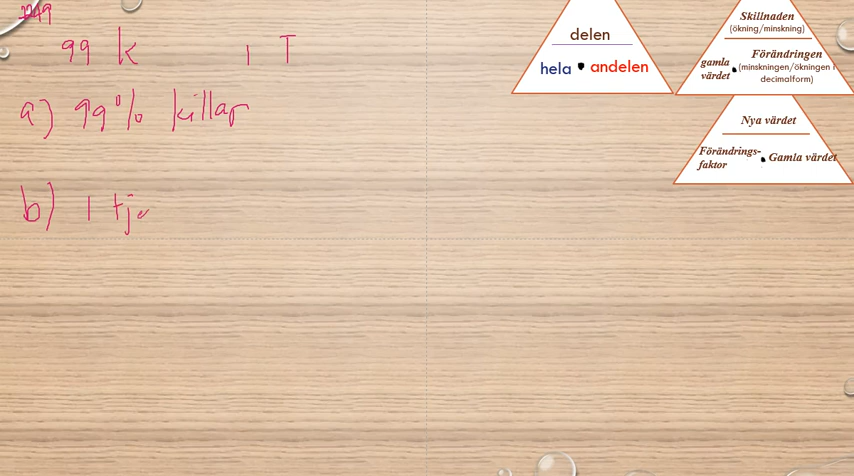 99 k 1 T
a) 99% killar
b) 1 tje
delen
hela • andelen
Skillnaden
(ökning/minskning)
gamla
värdet • Förändringen
(minskningen/ökningen i
decimalform)
Nya värdet
Förändrings-
faktor • Gamla värdet